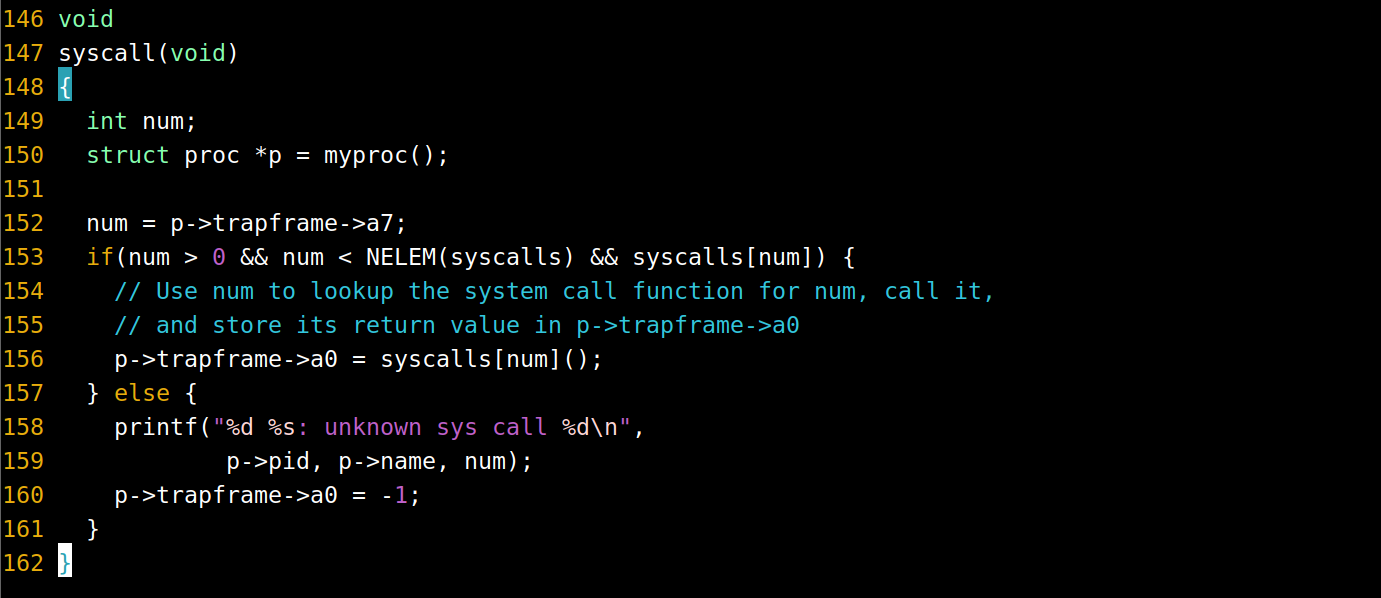 146 void
147 syscall(void)
148 {
149   int num;
150   struct proc *p = myproc();
151
152   num = p->trapframe->a7;
153   if(num > 0 && num < NELEM(syscalls) && syscalls[num]) {
154     // Use num to lookup the system call function for num, call it,
155     // and store its return value in p->trapframe->a0
156     p->trapframe->a0 = syscalls[num]();
157   } else {
158     printf("%d %s: unknown sys call %d\n",
159             p->pid, p->name, num);
160     p->trapframe->a0 = -1;
161   }
162 }